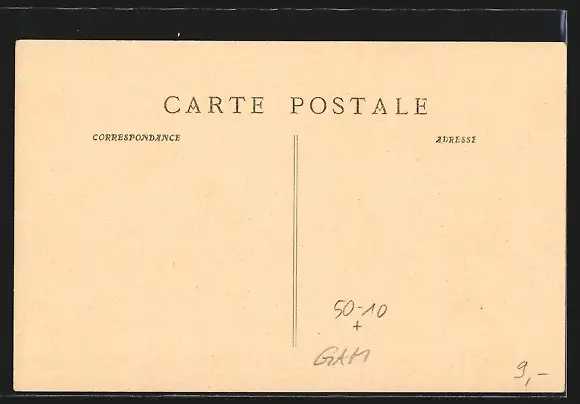 CARTE POSTALE
CORRESPONDANCE
ADRESSE
50-10
+
GAM
9,-